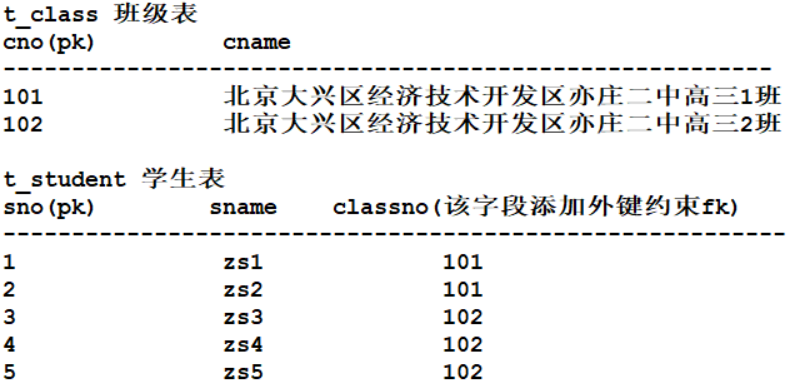 t_class 班级表
cno(pk) cname
----------------------------------------------------------
101 北京大兴区经济技术开发区亦庄二中高三1班
102 北京大兴区经济技术开发区亦庄二中高三2班
t_student 学生表
sno(pk) sname classno(该字段添加外键约束fk)
----------------------------------------------------------
1 zs1 101
2 zs2 101
3 zs3 102
4 zs4 102
5 zs5 102